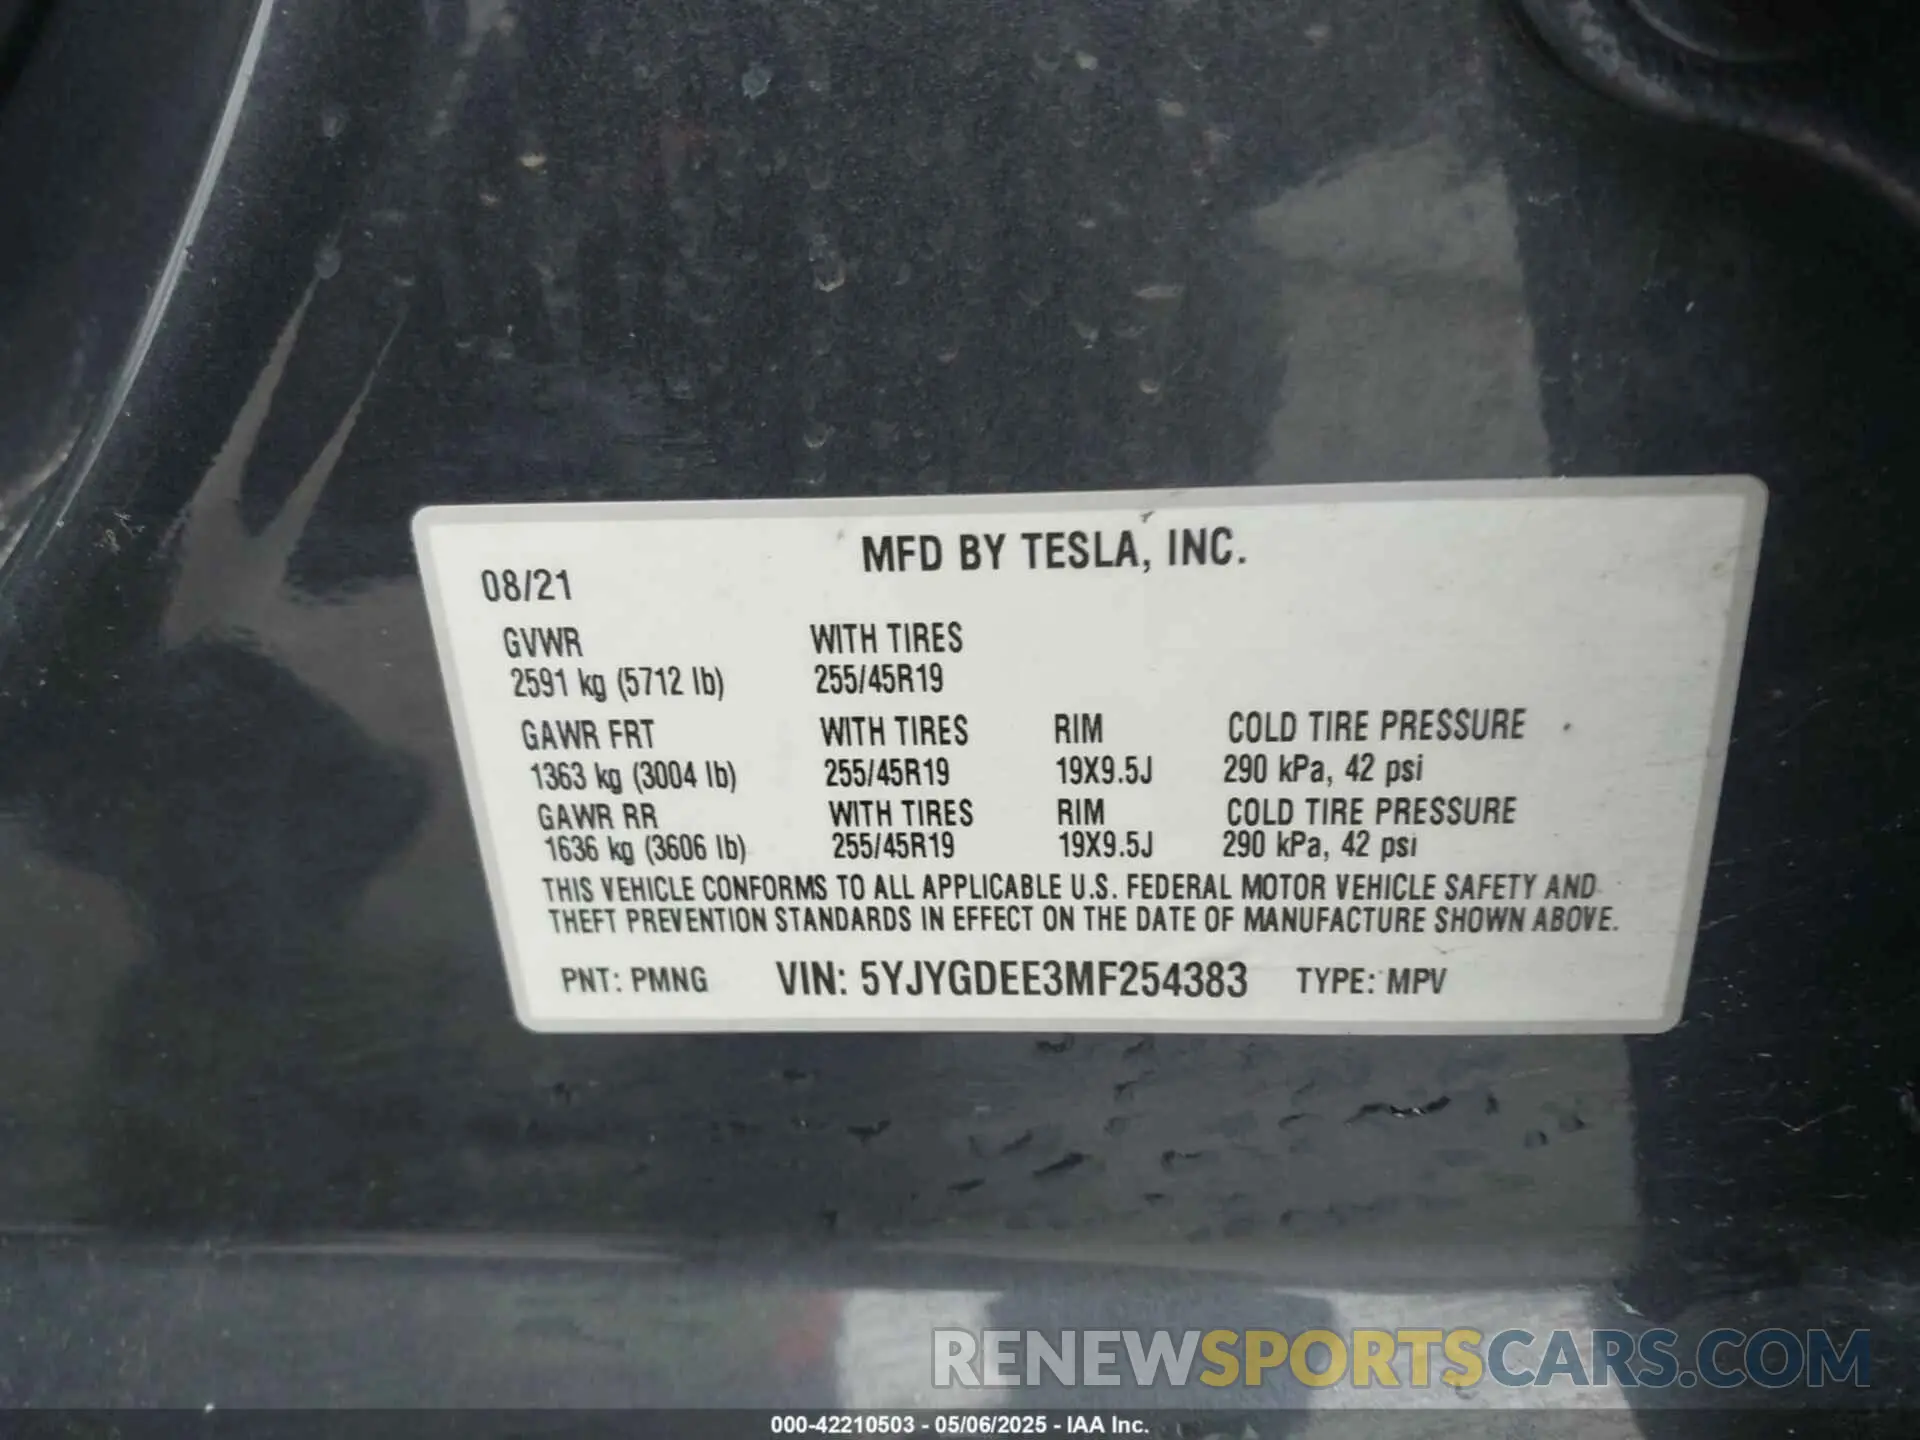 MFD BY TESLA, INC.
08/21
GVWR WITH TIRES
2591 kg (5712 lb) 255/45R19
GAWR FRT WITH TIRES RIM COLD TIRE PRESSURE
1363 kg (3004 lb) 255/45R19 19X9.5J 290 kPa, 42 psi
GAWR RR WITH TIRES RIM COLD TIRE PRESSURE
1636 kg (3606 lb) 255/45R19 19X9.5J 290 kPa, 42 psi
THIS VEHICLE CONFORMS TO ALL APPLICABLE U.S. FEDERAL MOTOR VEHICLE SAFETY AND
THEFT PREVENTION STANDARDS IN EFFECT ON THE DATE OF MANUFACTURE SHOWN ABOVE.
PNT: PMNG VIN: 5YJYGDEE3MF254383 TYPE: MPV
RENEWSPORTSCARS.COM
000-42210503 - 05/06/2025 - IAA Inc.